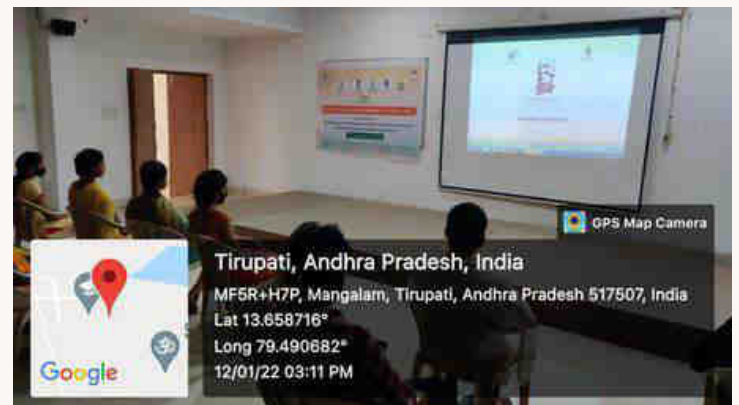 GPS Map Camera
Tirupati, Andhra Pradesh, India
MF5R+H7P, Mangalam, Tirupati, Andhra Pradesh 517507, India
Lat 13.658716°
Long 79.490682°
12/01/22 03:11 PM
Google